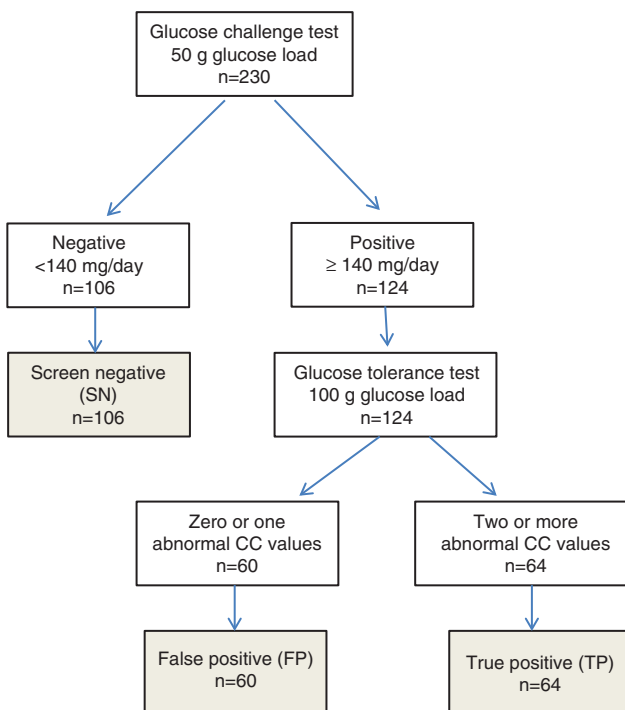 Glucose challenge test
50 g glucose load
n=230
Negative
<140 mg/day
n=106
Positive
≥ 140 mg/day
n=124
Screen negative
(SN)
n=106
Glucose tolerance test
100 g glucose load
n=124
Zero or one
abnormal CC values
n=60
Two or more
abnormal CC values
n=64
False positive (FP)
n=60
True positive (TP)
n=64